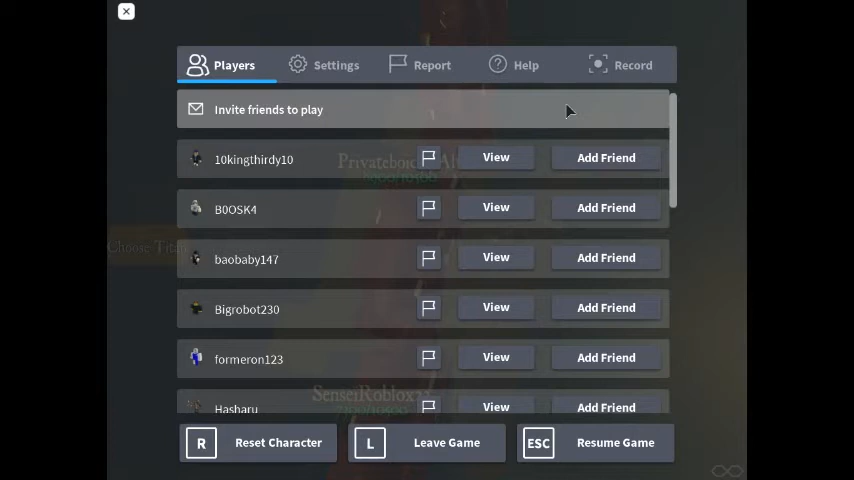 Players Settings Report Help Record
Invite friends to play
10kingthirdy10 View Add Friend
B0OSK4 View Add Friend
baobaby147 View Add Friend
Choose Titan
Bigrobot230 View Add Friend
formeron123 View Add Friend
Hasharu View Add Friend
R Reset Character L Leave Game ESC Resume Game